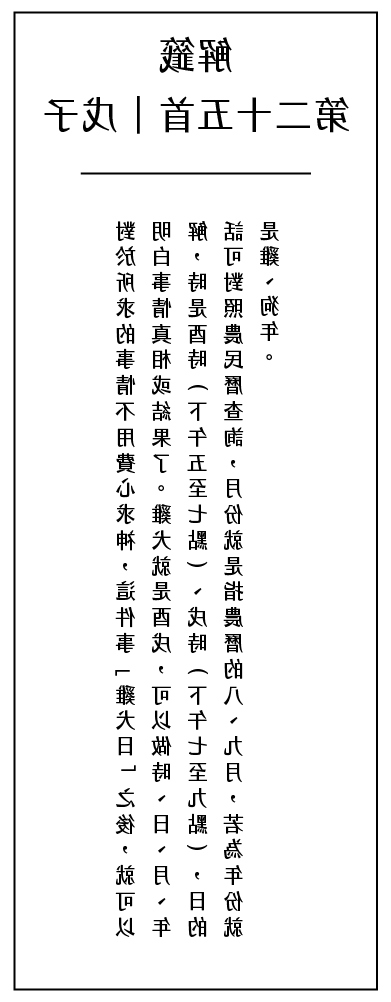 解籤
第二十五首｜戊子
對於所求的事情不用費心求神，這件事「雞犬日」之後，就可以
明白事情真相或結果了。雞犬就是酉戌，可以做時、日、月、年
解，時是酉時（下午五至七點）、戌時（下午七至九點），日的
話可對照農民曆查詢，月份就是指農曆的八、九月，若為年份就
是雞、狗年。